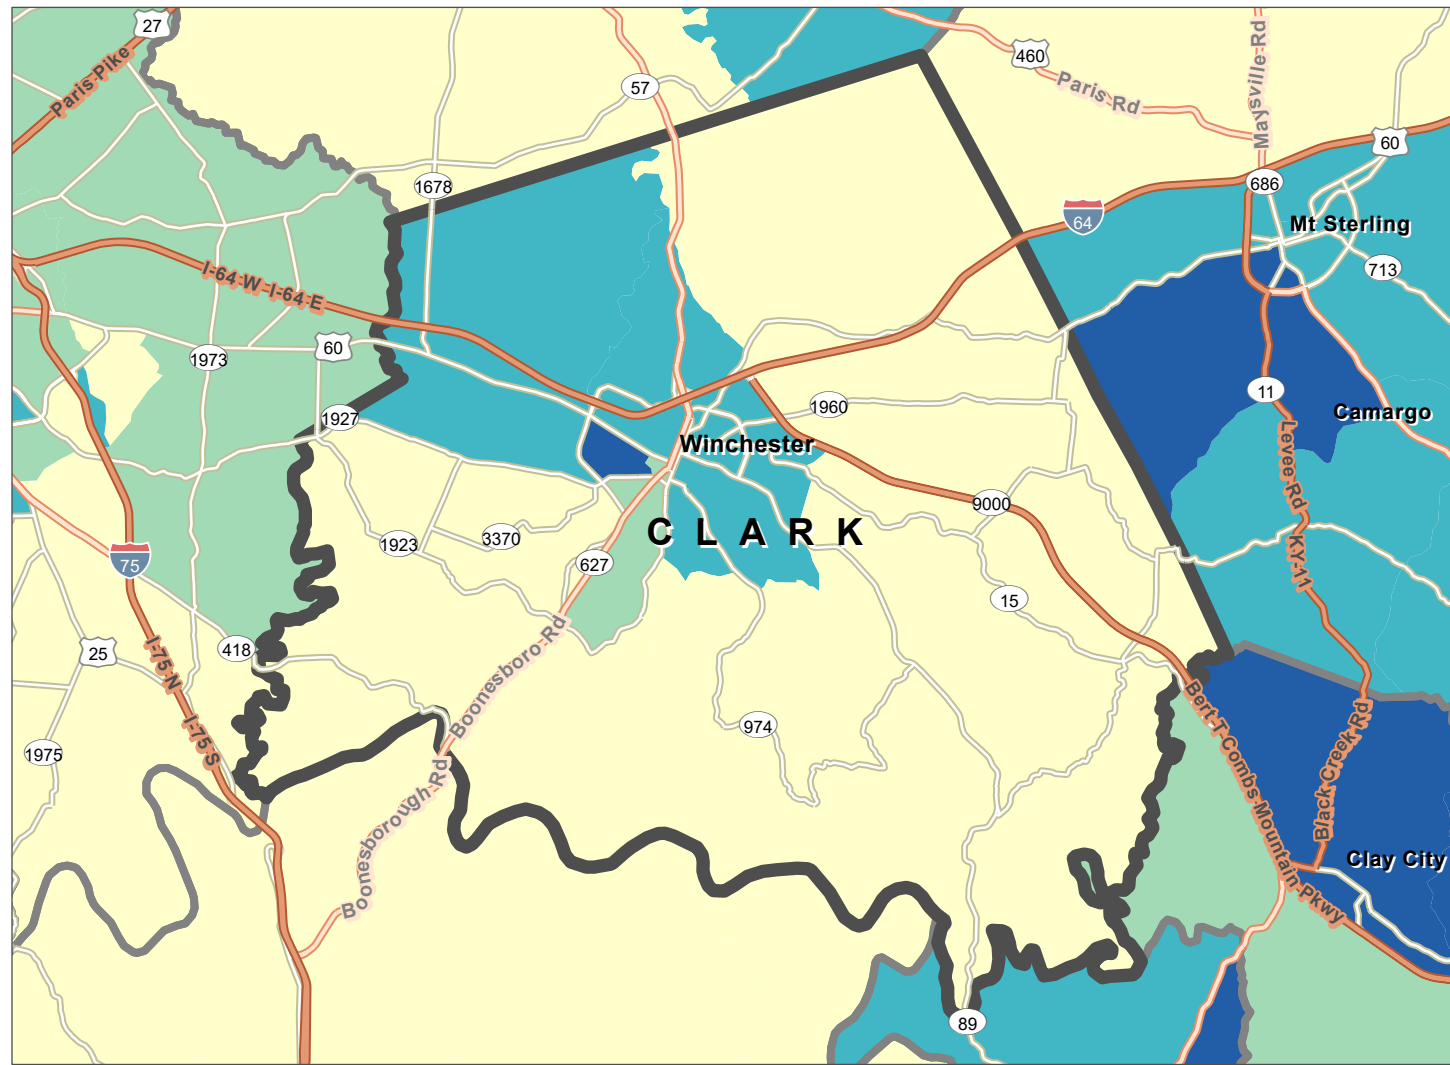 27
Paris Pike
57
460
Paris Rd
Maysville Rd
60
686
1678
64
Mt Sterling
713
I-64 W I-64 E
1973
60
11
Camargo
1927
1960
Winchester
Levee Rd KY-11
9000
CLARK
1923
3370
627
75
15
418
25
I-75 N
I-75 S
Boonesboro Rd
974
1975
Bert T Combs Mountain Pkwy
Black Creek Rd
Boonesborough Rd
Clay City
89